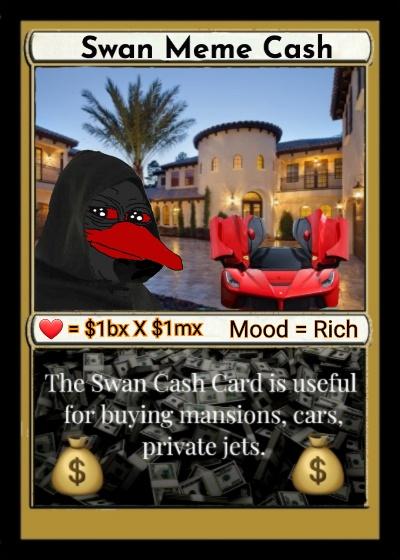 Swan Meme Cash
❤️ = $1bx X $1mx Mood = Rich
The Swan Cash Card is useful
for buying mansions, cars,
private jets.
$ $